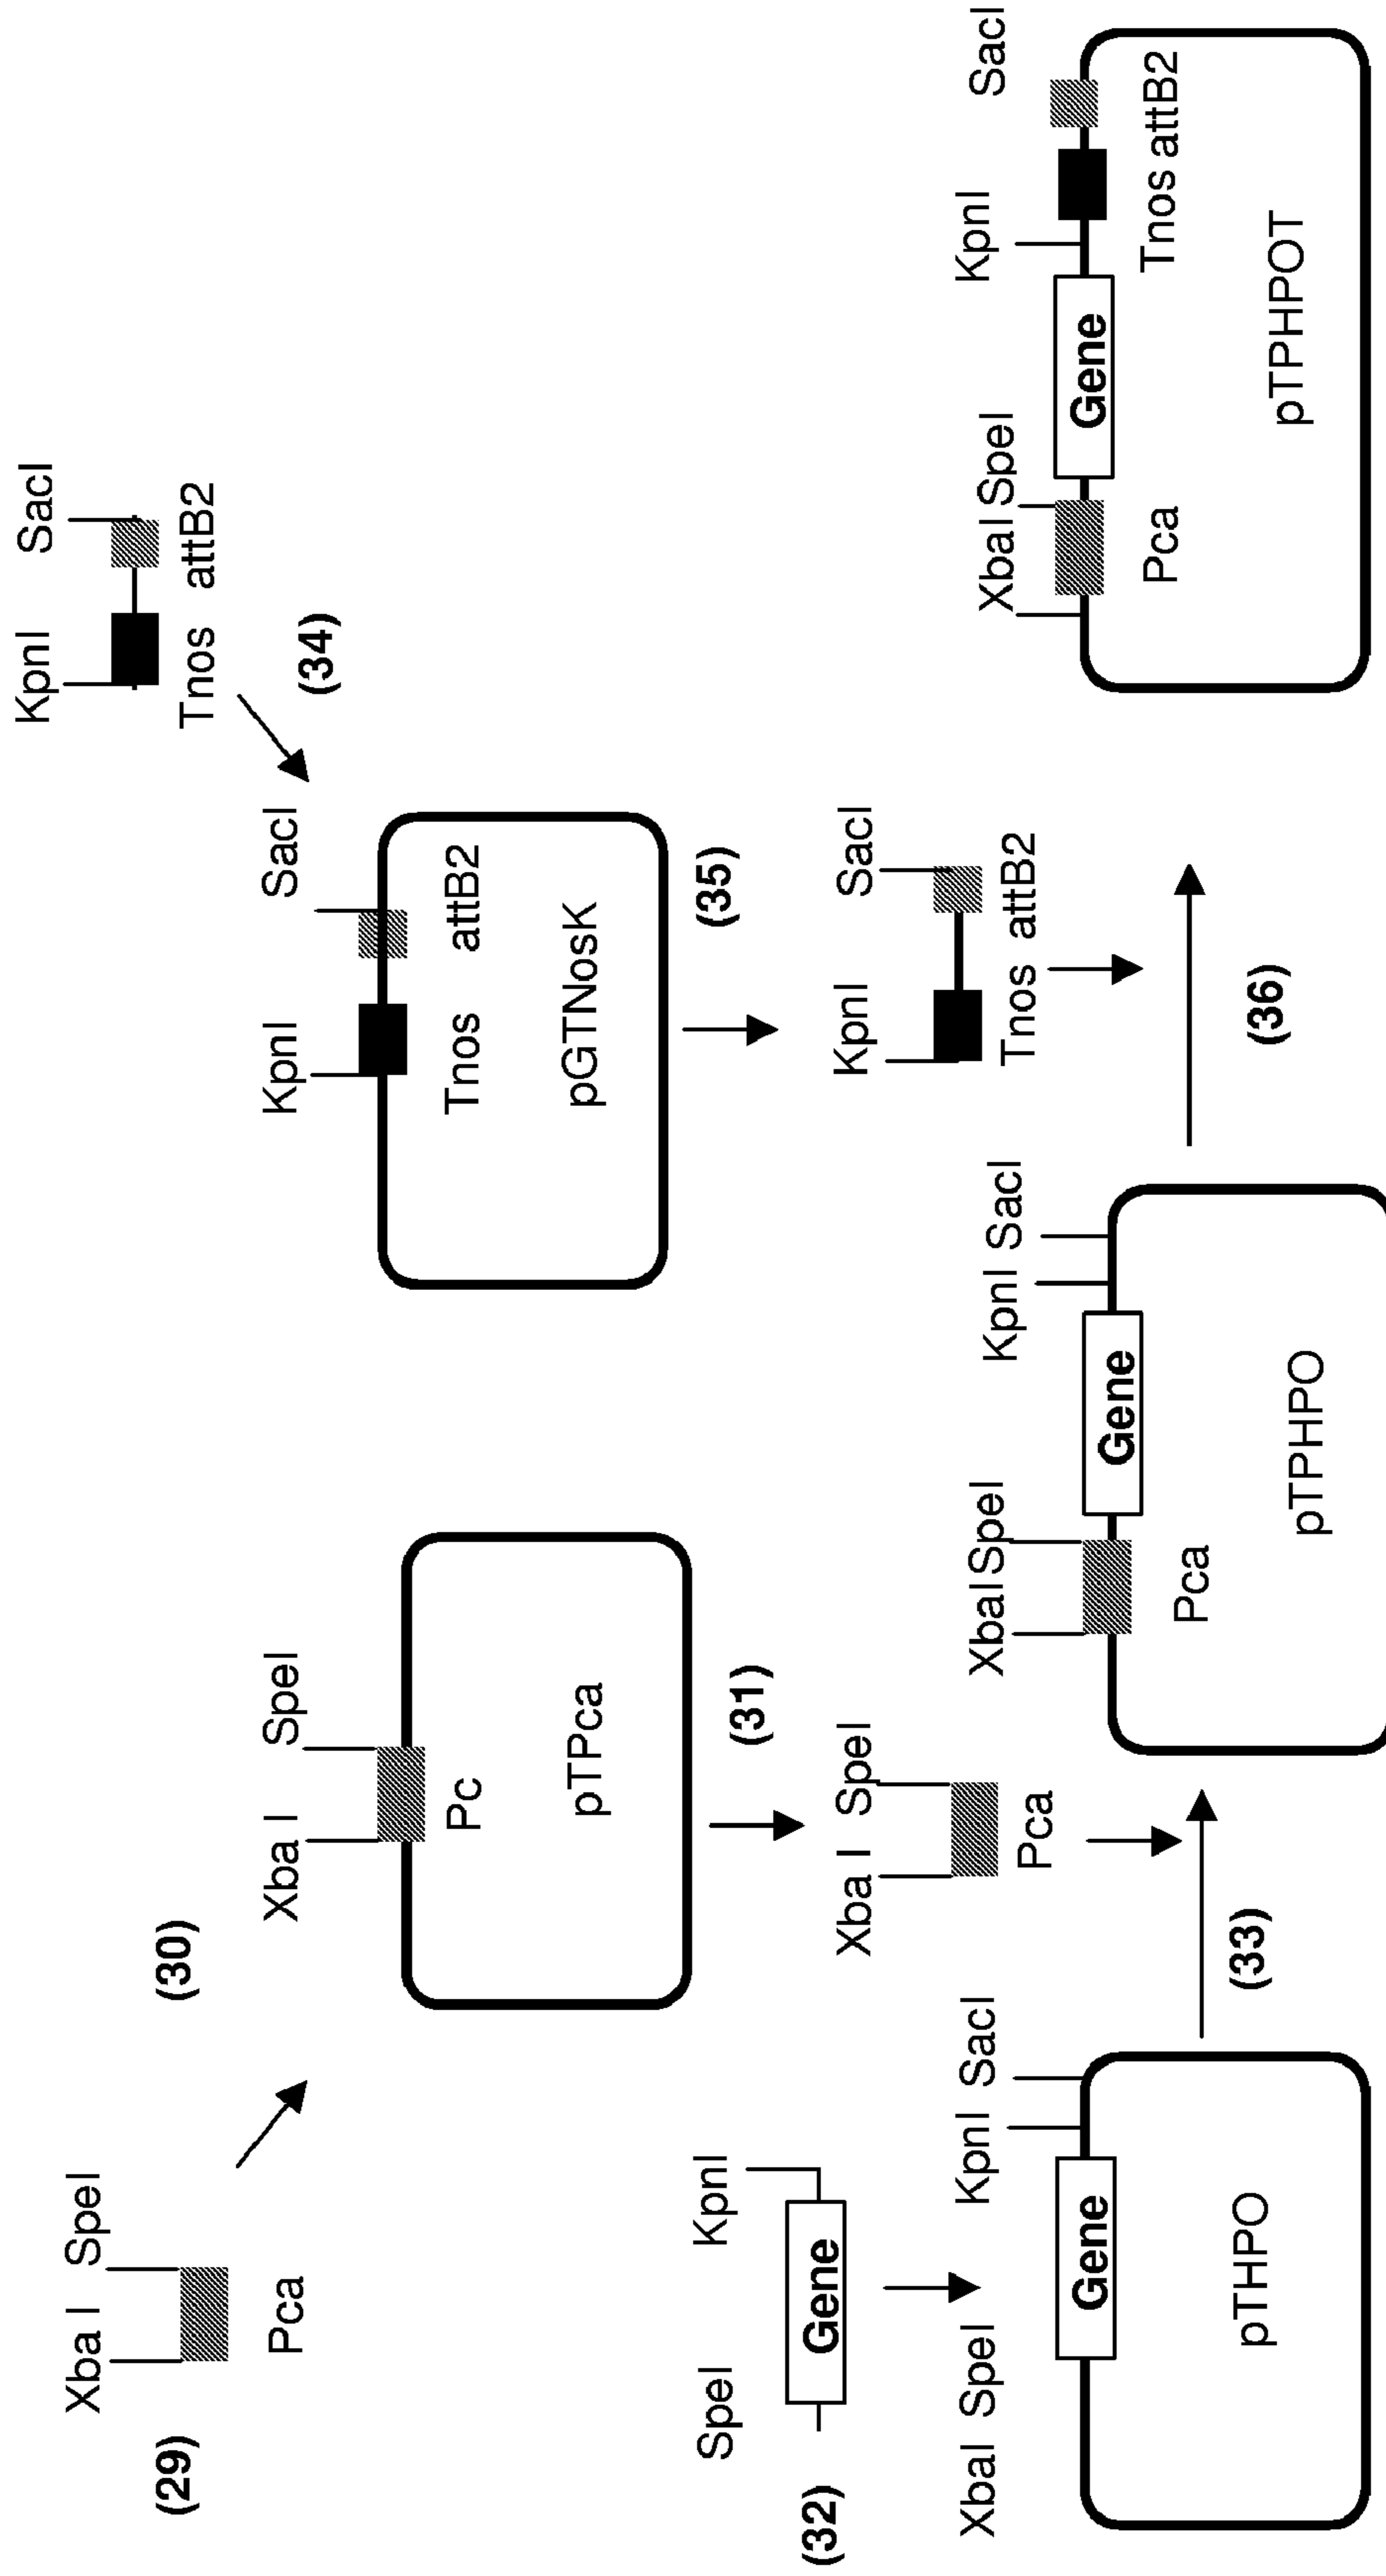 (29)
Xba I SpeI
Pca
(30)
Xba I SpeI
Pc
pTPca
(31)
Xba I SpeI
Pca
(32)
SpeI KpnI
Gene
XbaI SpeI KpnI SacI
Gene
pTHPO
(33)
XbaI SpeI KpnI SacI
Gene
Pca
pTPHPO
KpnI SacI
Tnos attB2
(34)
KpnI SacI
Tnos attB2
pGTNosK
(35)
KpnI SacI
Tnos attB2
(36)
XbaI SpeI KpnI SacI
Gene
Pca Tnos attB2
pTPHPOT